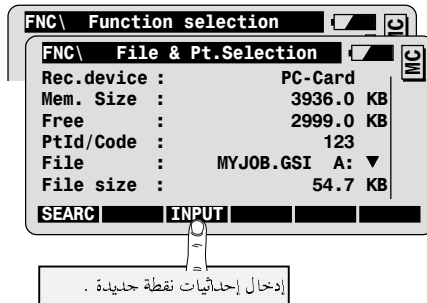 FNC\ Function selection
FNC\ File & Pt.Selection MC
Rec.device : PC-Card
Mem. Size : 3936.0 KB
Free : 2999.0 KB
PtId/Code : 123
File : MYJOB.GSI A: ▼
File size : 54.7 KB
SEARC INPUT
إدخال إحداثيات نقطة جديدة .